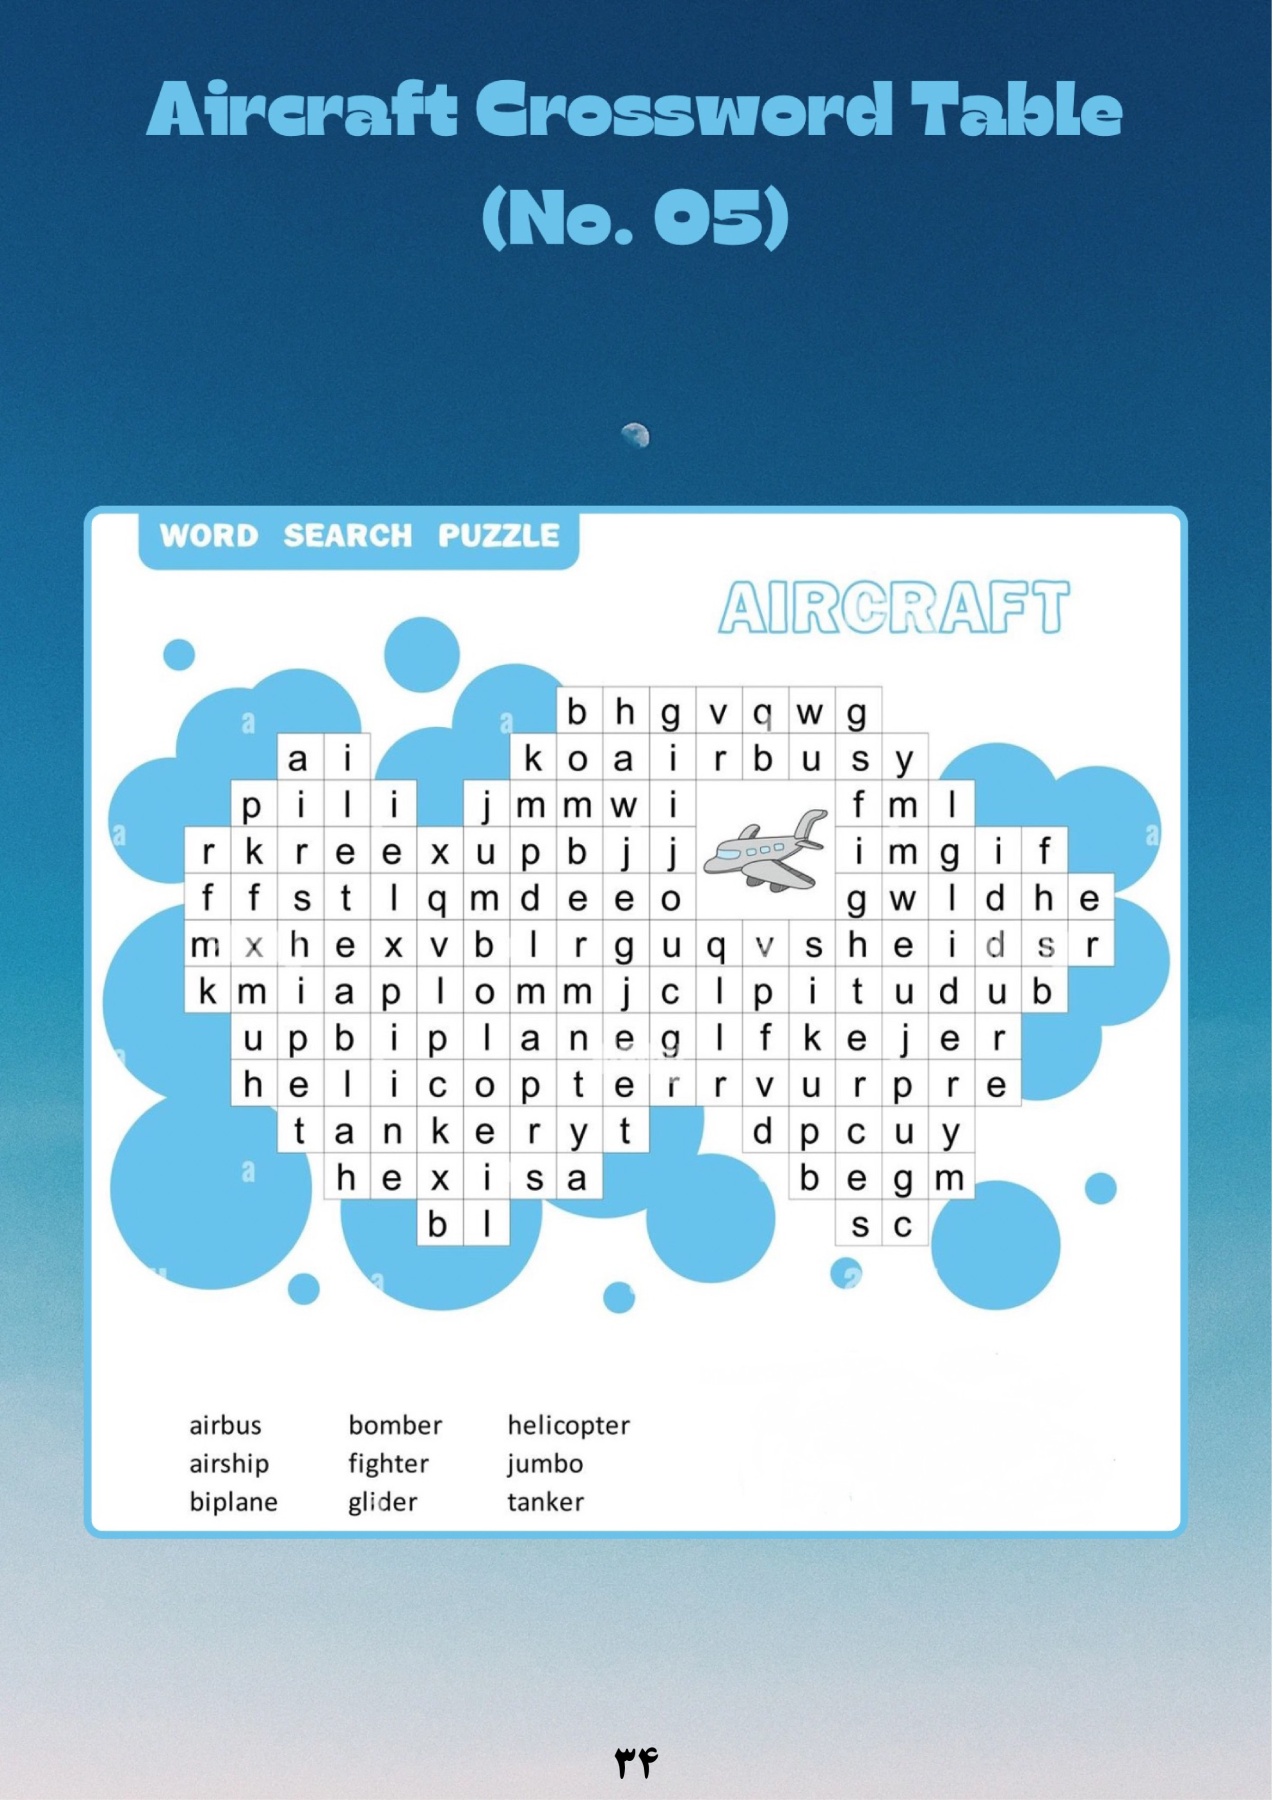 Aircraft Crossword Table
(No. 05)
WORD SEARCH PUZZLE
AIRCRAFT
b h g v q w g
a i k o a i r b u s y
p i l i j m m w i f m l
r k r e e x u p b j j i m g i f
f f s t l q m d e e o g w l d h e
m x h e x v b l r g u q v s h e i d s r
k m i a p l o m m j c l p i t u d u b
u p b i p l a n e g l f k e j e r
h e l i c o p t e r r v u r p r e
t a n k e r y t d p c u y
h e x i s a b e g m
b l s c
airbus bomber helicopter
airship fighter jumbo
biplane glider tanker
۳۴